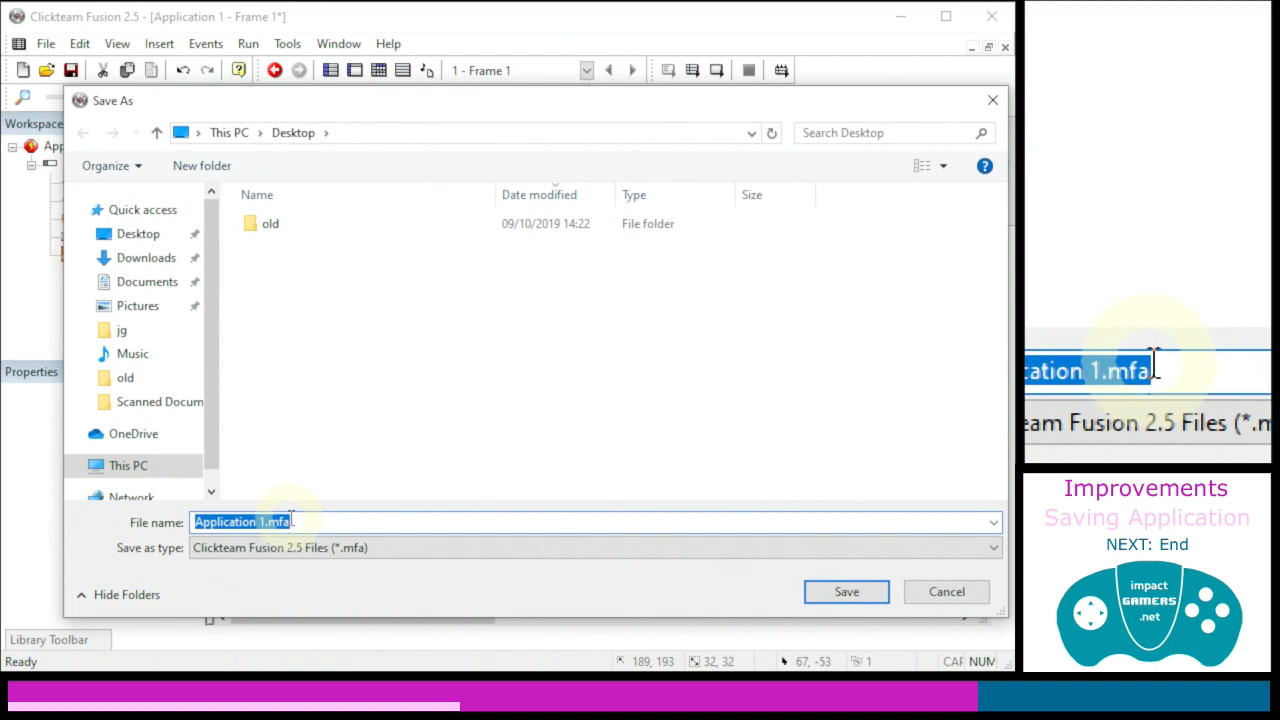 Clickteam Fusion 2.5 - [Application 1 - Frame 1*]
File Edit View Insert Events Run Tools Window Help
1 - Frame 1
Workspace
App
Properties
Save As
This PC > Desktop >
Search Desktop
Organize
New folder
Name Date modified Type Size
old 09/10/2019 14:22 File folder
Quick access
Desktop
Downloads
Documents
Pictures
jg
Music
old
Scanned Docum
OneDrive
This PC
Network
File name: Application 1.mfa
Save as type: Clickteam Fusion 2.5 Files (*.mfa)
Hide Folders
Save
Cancel
Library Toolbar
Ready
189, 193
32, 32
67, -53
1
CAP
NUM
cation 1.mfa
eam Fusion 2.5 Files (*.m
Improvements
Saving Application
NEXT: End
impact
GAMERS
.net